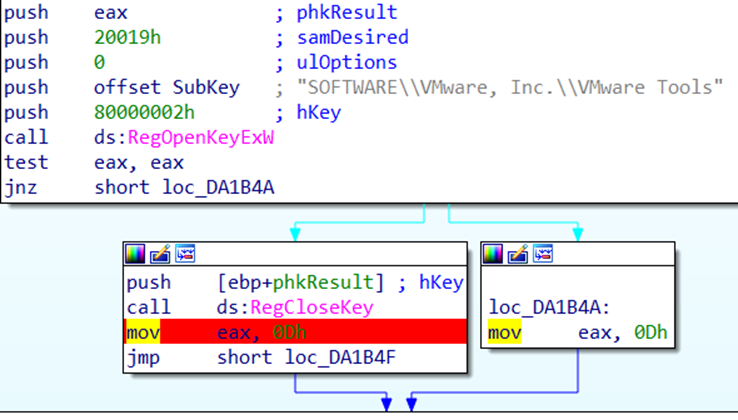 push eax ; phkResult
push 20019h ; samDesired
push 0 ; ulOptions
push offset SubKey ; "SOFTWARE\\VMware, Inc.\\VMware Tools"
push 80000002h ; hKey
call ds:RegOpenKeyExW
test eax, eax
jnz short loc_DA1B4A
push [ebp+phkResult] ; hKey
call ds:RegCloseKey
mov eax, 0Dh
jmp short loc_DA1B4F
loc_DA1B4A:
mov eax, 0Dh